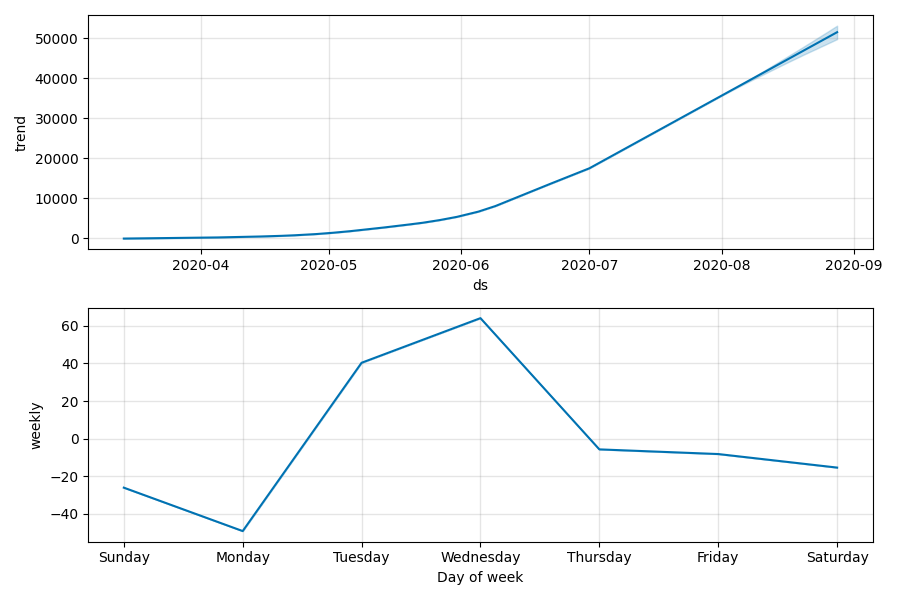 50000
40000
30000
20000
10000
0
trend
2020-04 2020-05 2020-06 2020-07 2020-08 2020-09
ds
60
40
20
0
−20
−40
weekly
Sunday Monday Tuesday Wednesday Thursday Friday Saturday
Day of week